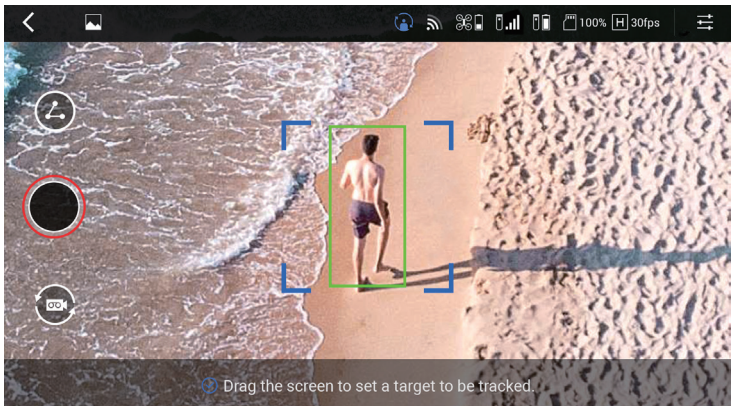 100% H 30fps
Drag the screen to set a target to be tracked.